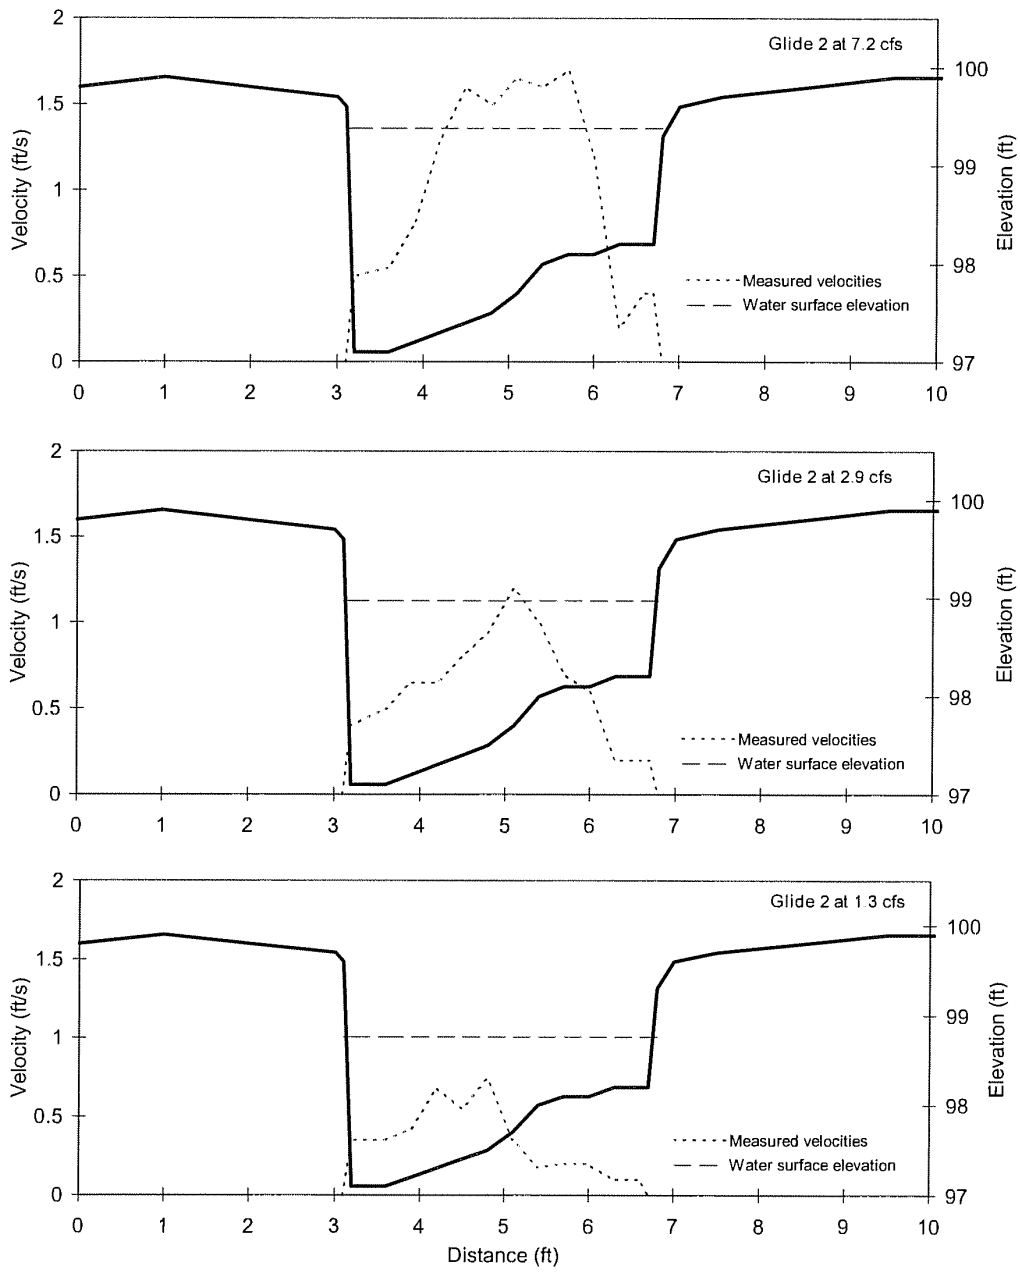 Glide 2 at 7.2 cfs
2
1.5
1
0.5
0
Velocity (ft/s)
100
99
98
97
Elevation (ft)
Measured velocities
Water surface elevation
0 1 2 3 4 5 6 7 8 9 10
Glide 2 at 2.9 cfs
2
1.5
1
0.5
0
Velocity (ft/s)
100
99
98
97
Elevation (ft)
Measured velocities
Water surface elevation
0 1 2 3 4 5 6 7 8 9 10
Glide 2 at 1.3 cfs
2
1.5
1
0.5
0
Velocity (ft/s)
100
99
98
97
Elevation (ft)
Measured velocities
Water surface elevation
0 1 2 3 4 5 6 7 8 9 10
Distance (ft)